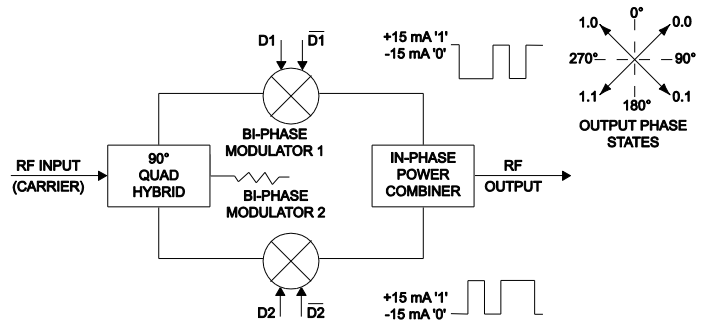 D1 D̅1̅
+15 mA '1'
-15 mA '0'
0°
1.0 0.0
270° 90°
1.1 0.1
180°
OUTPUT PHASE
STATES
BI-PHASE
MODULATOR 1
RF INPUT
(CARRIER)
90°
QUAD
HYBRID
BI-PHASE
MODULATOR 2
IN-PHASE
POWER
COMBINER
RF
OUTPUT
D2 D̅2̅
+15 mA '1'
-15 mA '0'